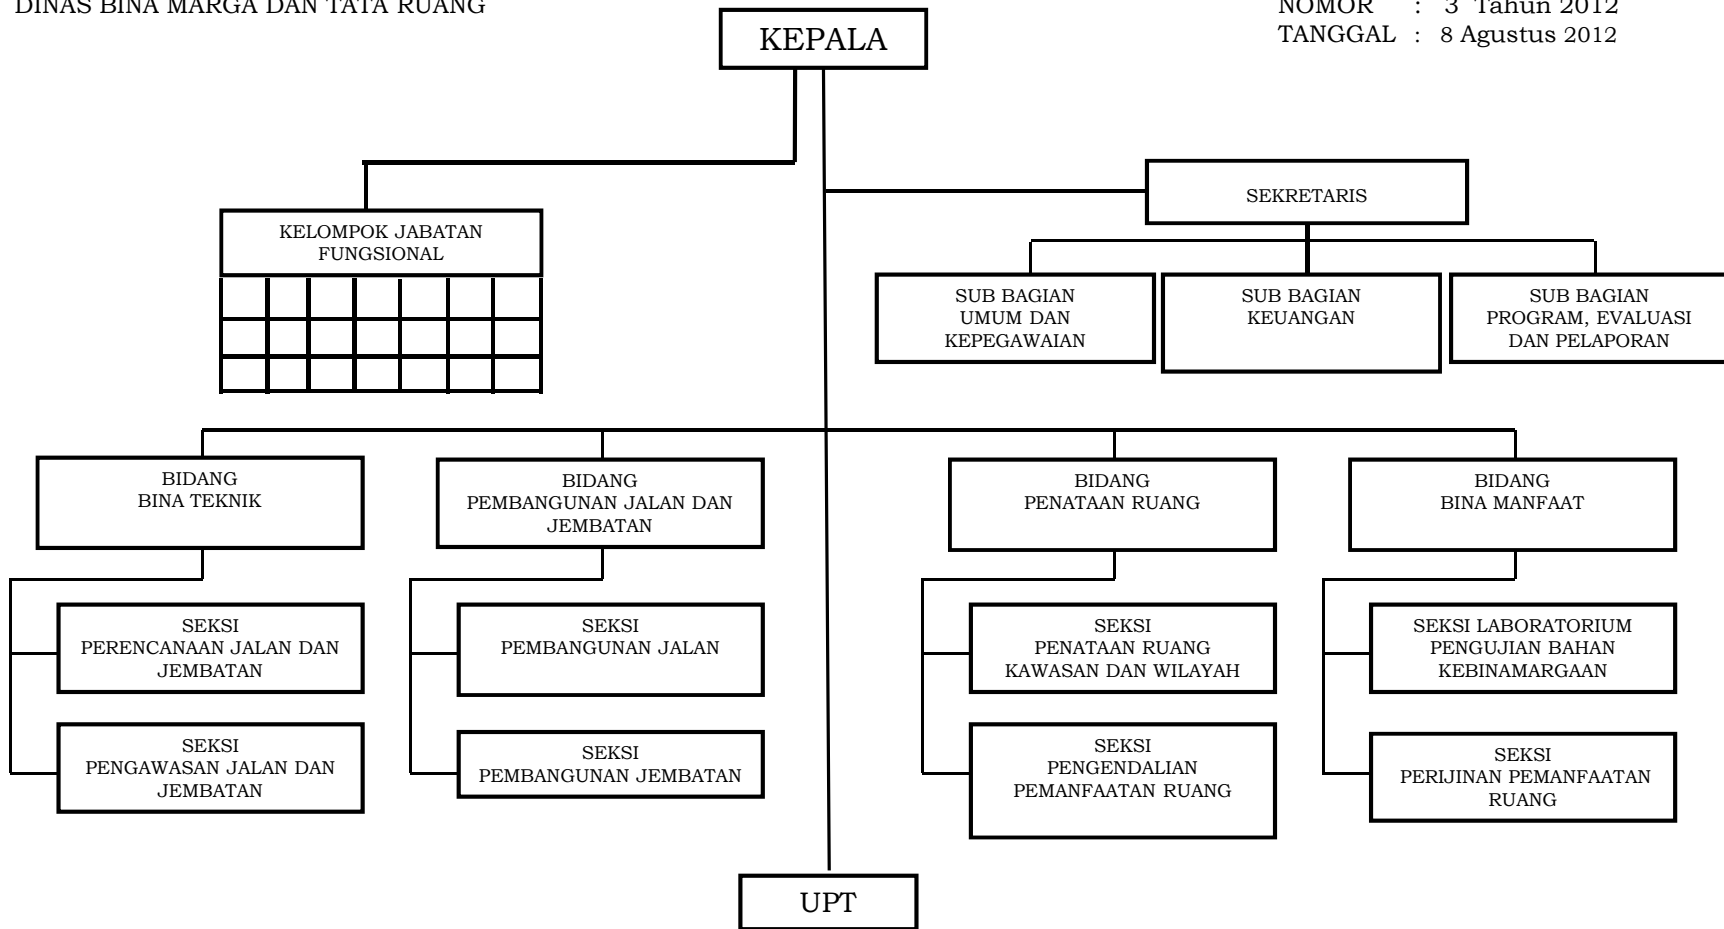 DINAS BINA MARGA DAN TATA RUANG
NOMOR : 3 Tahun 2012
TANGGAL : 8 Agustus 2012
KEPALA
SEKRETARIS
KELOMPOK JABATAN
FUNGSIONAL
SUB BAGIAN
UMUM DAN
KEPEGAWAIAN
SUB BAGIAN
KEUANGAN
SUB BAGIAN
PROGRAM, EVALUASI
DAN PELAPORAN
BIDANG
BINA TEKNIK
BIDANG
PEMBANGUNAN JALAN DAN
JEMBATAN
BIDANG
PENATAAN RUANG
BIDANG
BINA MANFAAT
SEKSI
PERENCANAAN JALAN DAN
JEMBATAN
SEKSI
PEMBANGUNAN JALAN
SEKSI
PENATAAN RUANG
KAWASAN DAN WILAYAH
SEKSI LABORATORIUM
PENGUJIAN BAHAN
KEBINAMARGAAN
SEKSI
PENGAWASAN JALAN DAN
JEMBATAN
SEKSI
PEMBANGUNAN JEMBATAN
SEKSI
PENGENDALIAN
PEMANFAATAN RUANG
SEKSI
PERIJINAN PEMANFAATAN
RUANG
UPT